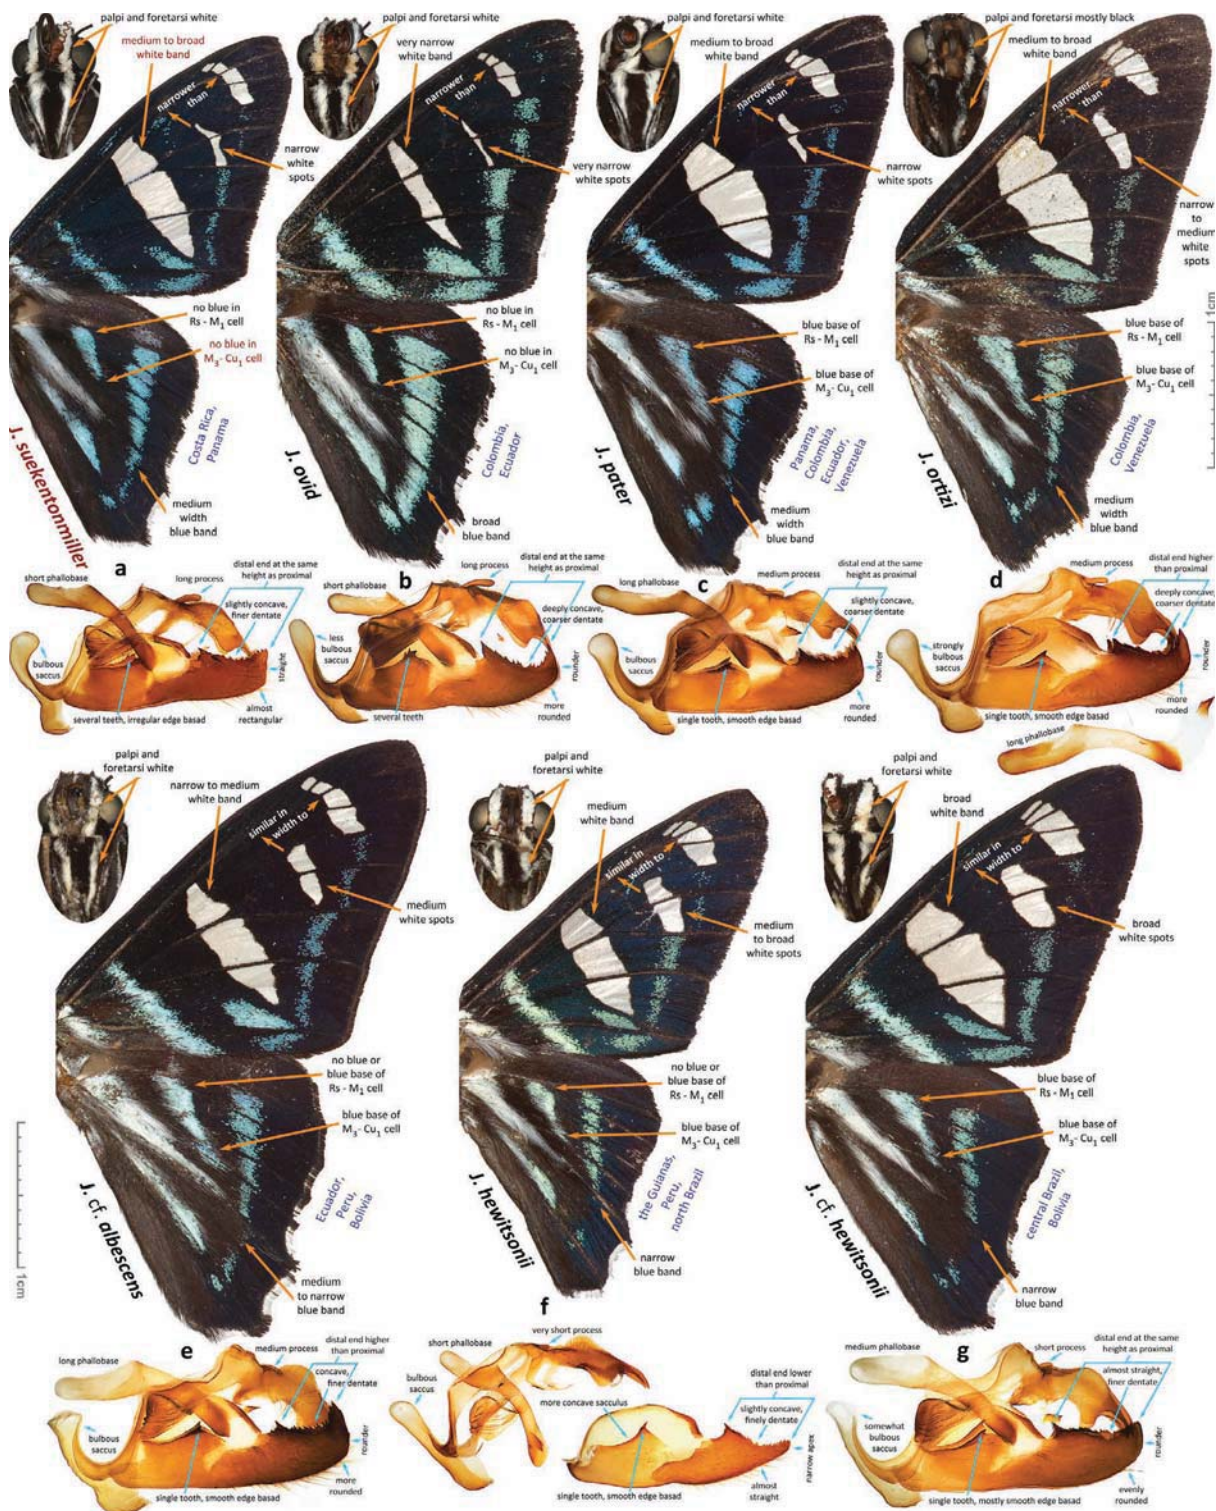 palpi and foretarsi white
medium to broad
white band
narrower
than
narrow
white
spots
no blue in
Rs - M1 cell
no blue in
M3- Cu1 cell
Costa Rica,
Panama
J. suekentonmiller
medium
width
blue band
palpi and foretarsi white
very narrow
white band
narrower
than
very narrow
white spots
no blue in
Rs - M1 cell
no blue in
M3- Cu1 cell
Colombia,
Ecuador
J. ovid
broad
blue band
palpi and foretarsi white
medium to broad
white band
narrower
than
narrow
white spots
blue base of
Rs - M1 cell
blue base of
M3- Cu1 cell
Panama,
Colombia,
Ecuador,
Venezuela
J. pater
medium
width
blue band
palpi and foretarsi mostly black
medium to broad
white band
narrower
than
narrow
to
medium
white
spots
1cm
blue base of
Rs - M1 cell
blue base of
M3- Cu1 cell
Colombia,
Venezuela
J. ortizi
medium
width
blue band
a
short phallobase
long process
distal end at the same
height as proximal
slightly concave,
finer dentate
bulbous
saccus
straight
several teeth, irregular edge basad
almost
rectangular
b
short phallobase
long process
distal end at the same
height as proximal
deeply concave,
coarser dentate
less
bulbous
saccus
rounder
several teeth
more
rounded
c
long phallobase
medium process
distal end at the same
height as proximal
slightly concave,
coarser dentate
bulbous
saccus
rounder
single tooth, smooth edge basad
more
rounded
d
medium process
distal end higher
than proximal
deeply concave,
coarser dentate
strongly
bulbous
saccus
rounder
single tooth, smooth edge basad
more
rounded
long phallobase
palpi and
foretarsi white
narrow to medium
white band
similar in
width to
medium
white spots
no blue or
blue base of
Rs - M1 cell
blue base of
M3- Cu1 cell
Ecuador,
Peru,
Bolivia
J. cf. albescens
medium
to narrow
blue band
1cm
palpi and
foretarsi white
medium
white band
similar in
width to
medium
to broad
white spots
no blue or
blue base of
Rs - M1 cell
blue base of
M3- Cu1 cell
the Guianas,
Peru,
north Brazil
J. hewitsonii
narrow
blue band
palpi and
foretarsi white
broad
white band
similar in
width to
broad
white spots
blue base of
Rs - M1 cell
blue base of
M3- Cu1 cell
central Brazil,
Bolivia
J. cf. hewitsonii
narrow
blue band
e
long phallobase
medium process
distal end higher
than proximal
concave,
finer dentate
bulbous
saccus
rounder
single tooth, smooth edge basad
more
rounded
f
short phallobase
very short process
bulbous
saccus
more concave sacculus
distal end lower
than proximal
slightly concave,
finely dentate
narrow apex
single tooth, smooth edge basad
almost
straight
g
medium phallobase
short process
distal end at the same
height as proximal
almost straight,
finer dentate
somewhat
bulbous
saccus
rounder
single tooth, mostly smooth edge basad
evenly
rounded